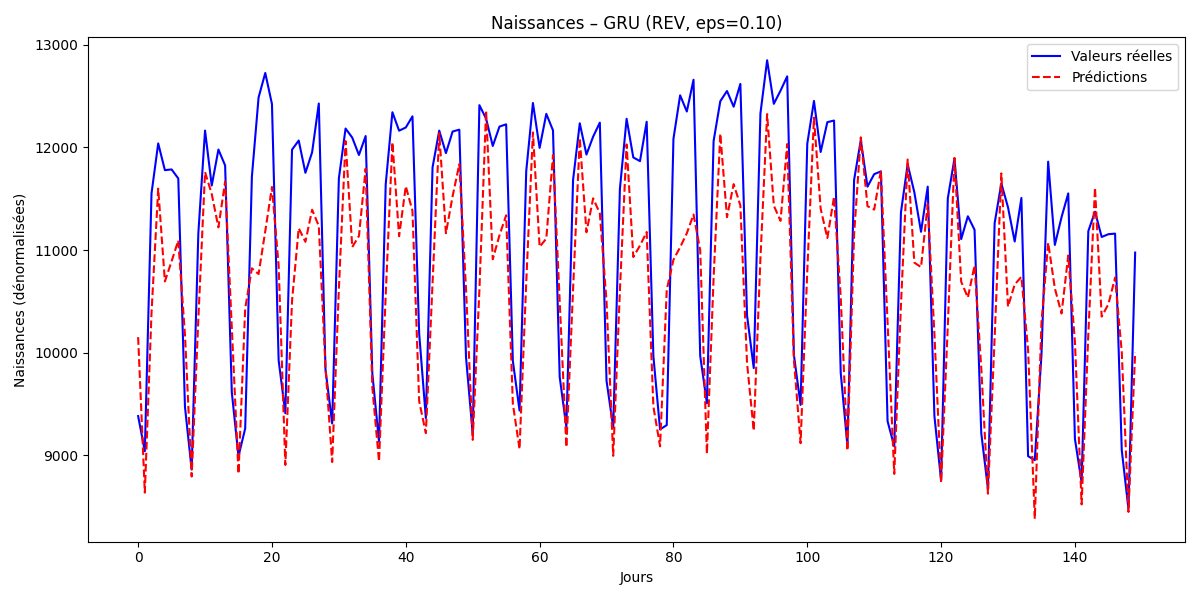 Naissances – GRU (REV, eps=0.10)
Valeurs réelles
Prédictions
13000
12000
11000
10000
9000
Naissances (dénormalisées)
0 20 40 60 80 100 120 140
Jours